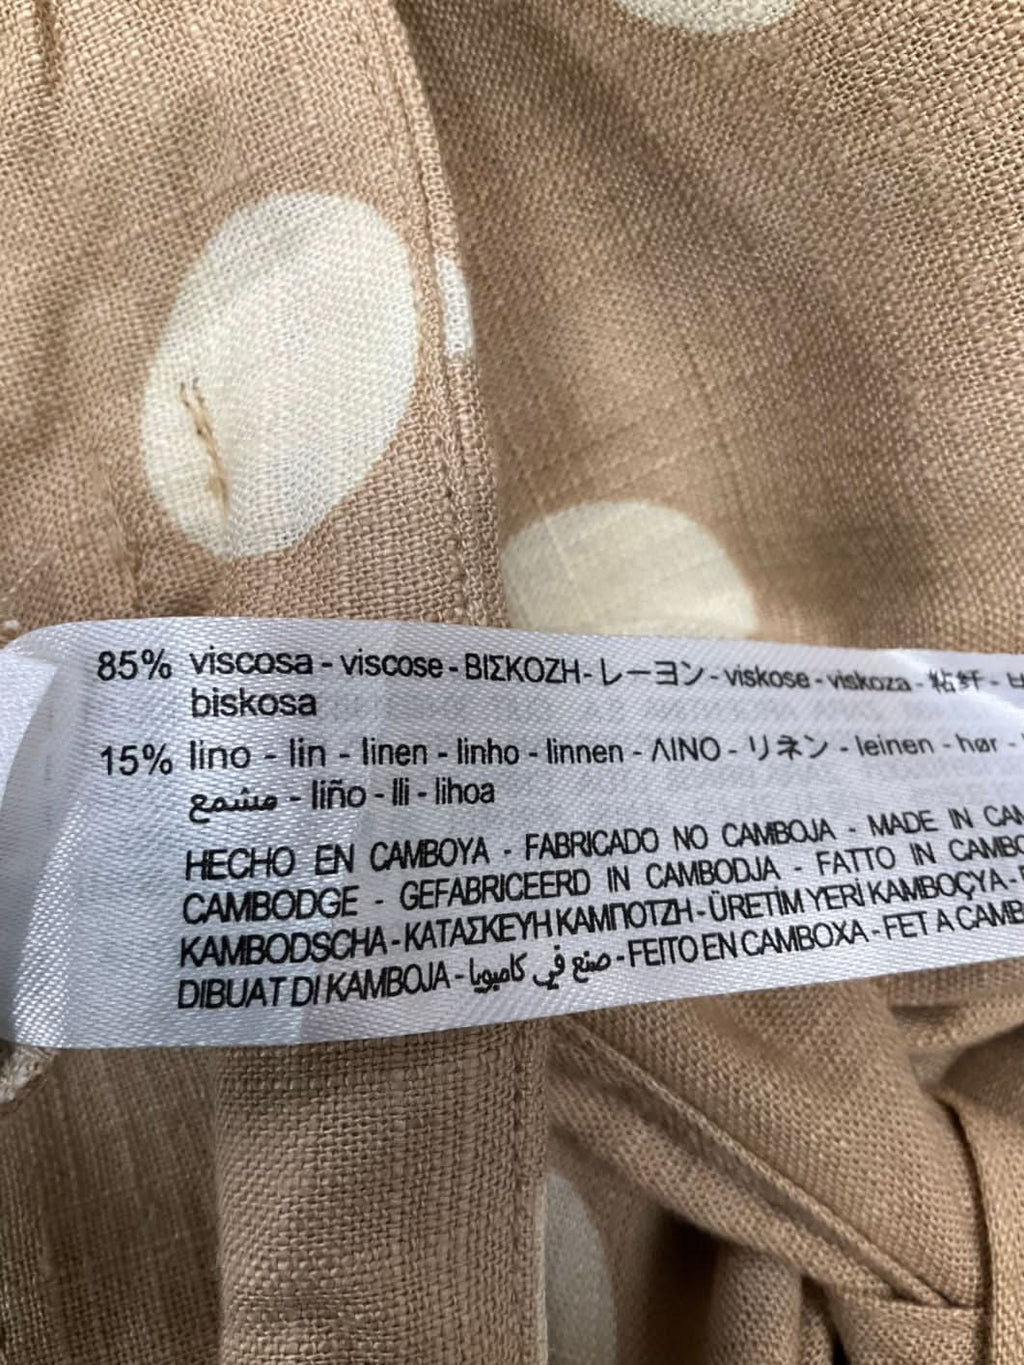 85% viscosa - viscose - ΒΙΣΚΟΖΗ - レーヨン - viskose - viskoza - 粘纤 -
biskosa
15% lino - lin - linen - linho - linnen - ΛΙΝΟ - リネン - leinen - hør -
مشمع - liño - lli - lihoa
HECHO EN CAMBOYA - FABRICADO NO CAMBOJA - MADE IN CAM
CAMBODGE - GEFABRICEERD IN CAMBODJA - FATTO IN CAMBO
KAMBODSCHA - ΚΑΤΑΣΚΕΥΗ ΚΑΜΠΟΤΖΗ - ÜRETİM YERİ KAMBOÇYA -
DIBUAT DI KAMBOJA - صنع في كامبوديا - FEITO EN CAMBOXA - FET A CAMB